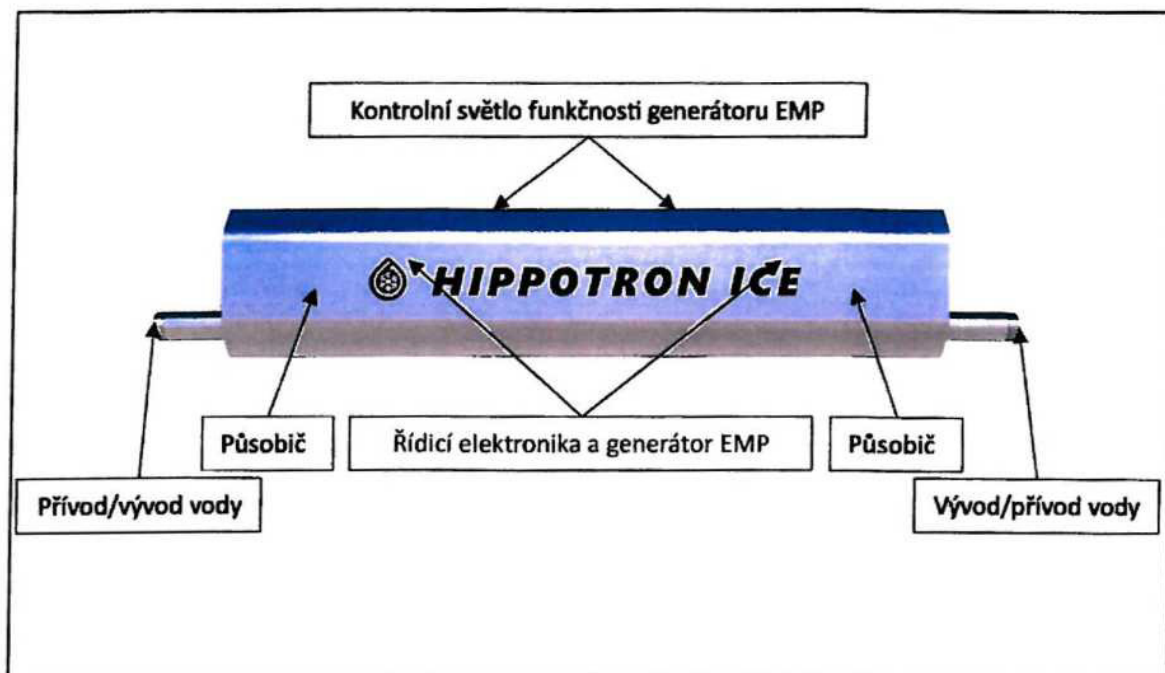 Kontrolní světlo funkčnosti generátoru EMP
HIPPOTRON ICE
Působič
Řídicí elektronika a generátor EMP
Působič
Přívod/vývod vody
Vývod/přívod vody